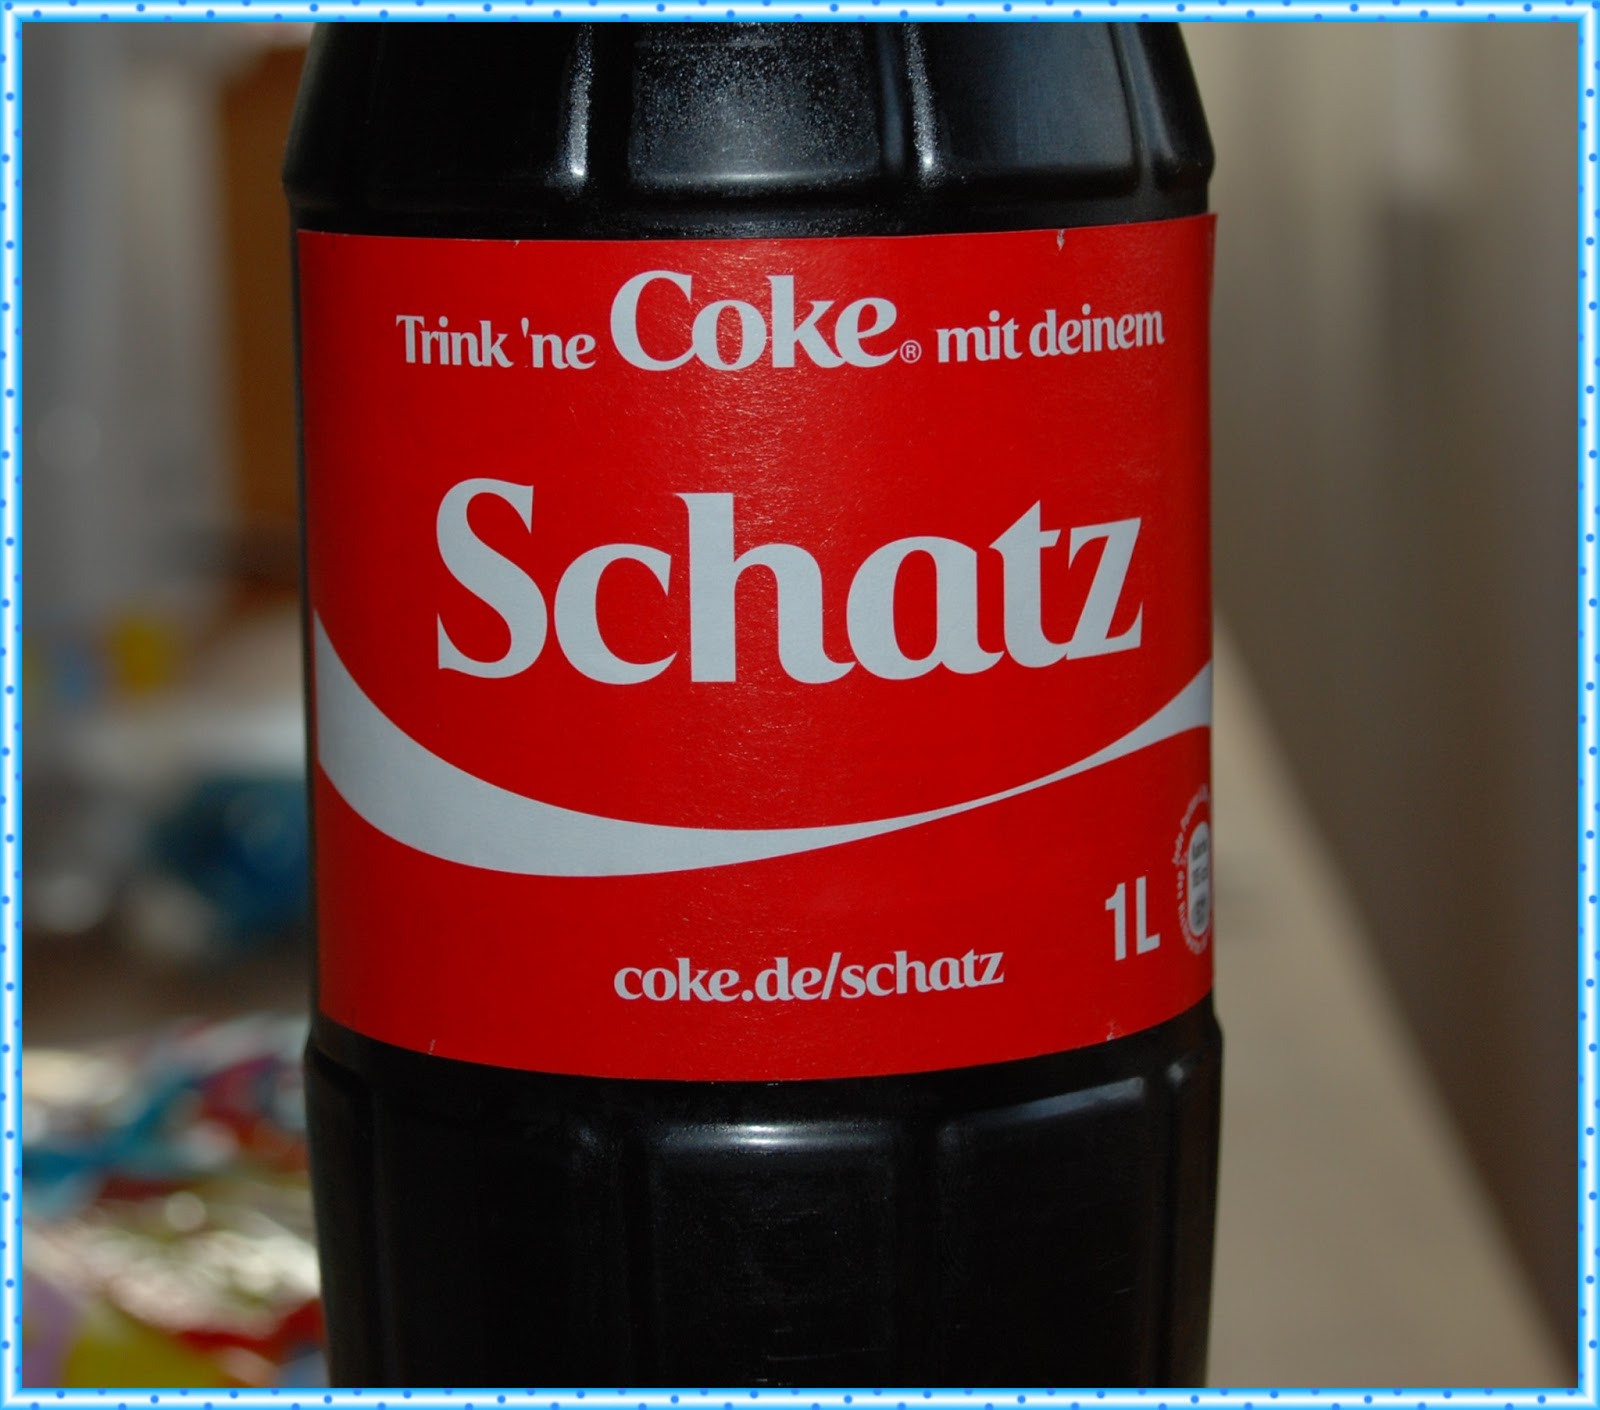 Trink 'ne Coke® mit deinem
Schatz
1L
coke.de/schatz